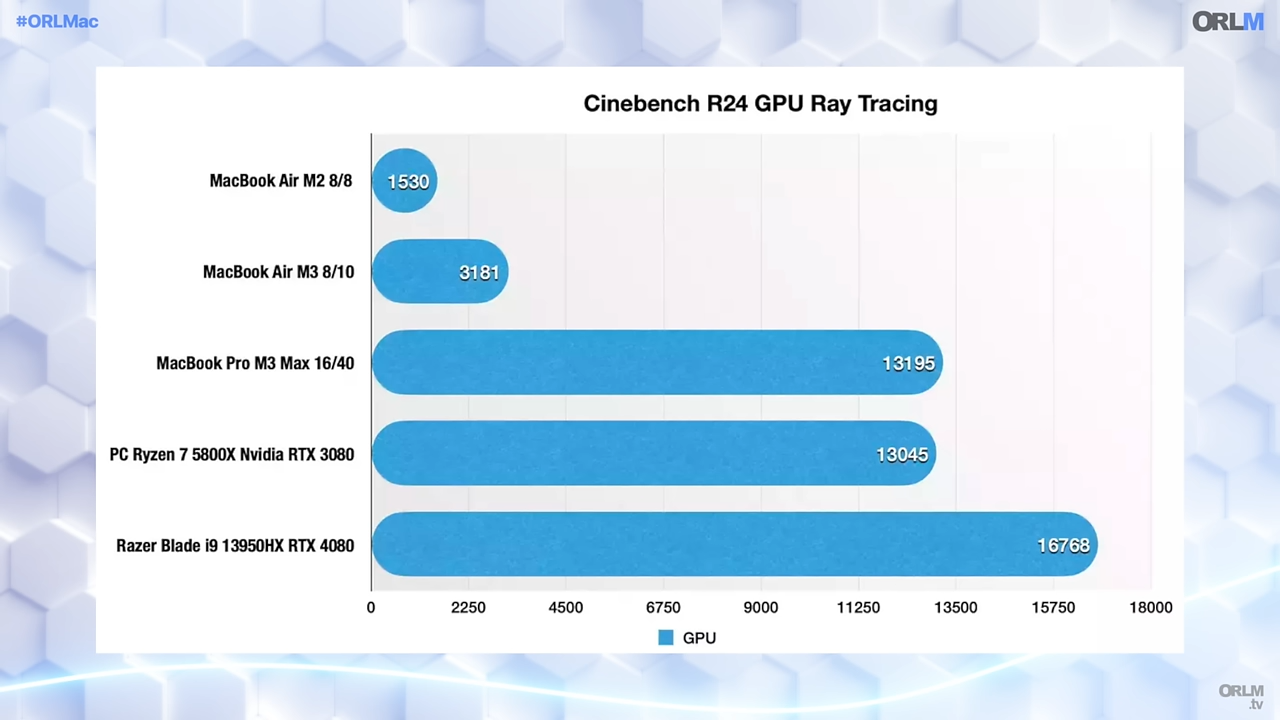 #ORLMac
ORLM
Cinebench R24 GPU Ray Tracing
MacBook Air M2 8/8
1530
MacBook Air M3 8/10
3181
MacBook Pro M3 Max 16/40
13195
PC Ryzen 7 5800X Nvidia RTX 3080
13045
Razer Blade i9 13950HX RTX 4080
16768
0 2250 4500 6750 9000 11250 13500 15750 18000
GPU
ORLM
.tv